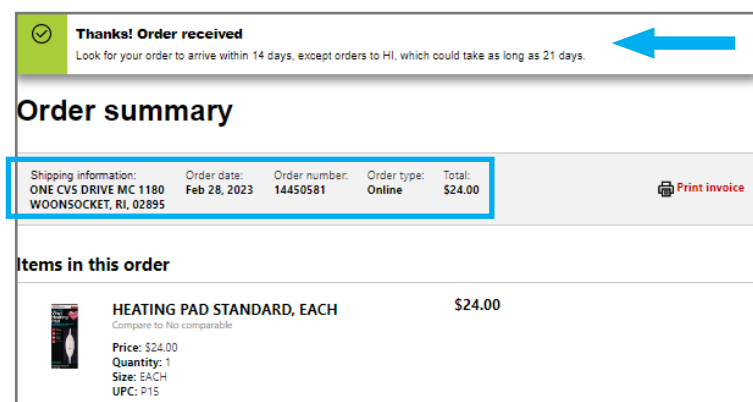 Thanks! Order received
Look for your order to arrive within 14 days, except orders to HI, which could take as long as 21 days.
Order summary
Shipping information: Order date: Order number: Order type: Total:
ONE CVS DRIVE MC 1180 Feb 28, 2023 14450581 Online $24.00
WOONSOCKET, RI, 02895
Print invoice
Items in this order
HEATING PAD STANDARD, EACH $24.00
Compare to No comparable
Price: $24.00
Quantity: 1
Size: EACH
UPC: P15